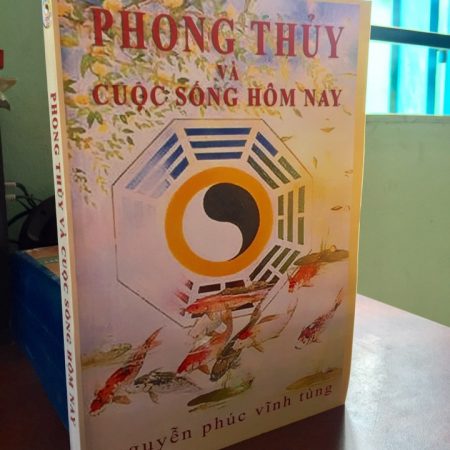 PHONG THỦY
VÀ
CUỘC SỐNG HÔM NAY
nguyễn phúc vĩnh tùng
PHONG THỦY VÀ CUỘC SỐNG HÔM NAY